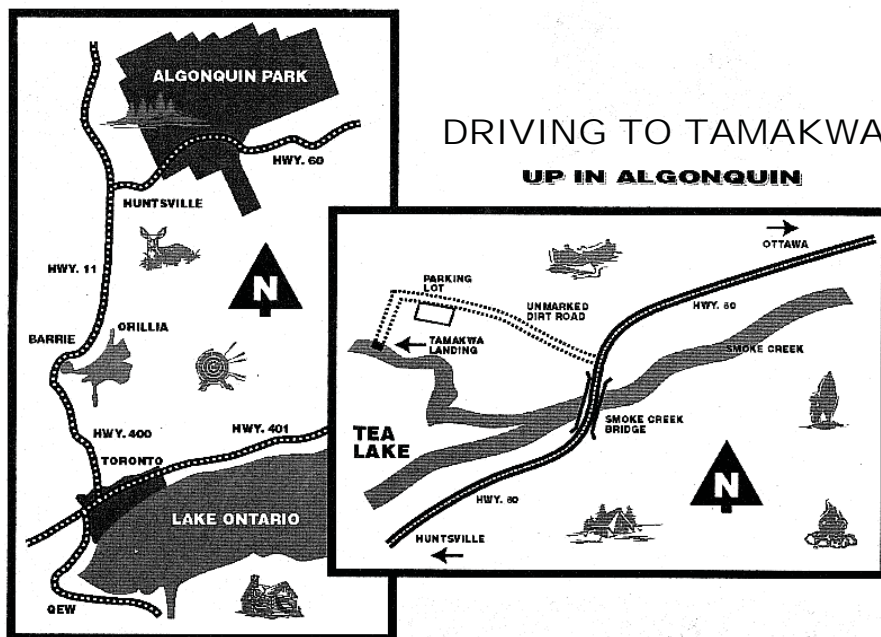 ALGONQUIN PARK
HWY. 60
HUNTSVILLE
HWY. 11
N
BARRIE
ORILLIA
HWY. 400
HWY. 401
TORONTO
LAKE ONTARIO
QEW
DRIVING TO TAMAKWA
UP IN ALGONQUIN
OTTAWA
PARKING
LOT
UNMARKED
DIRT ROAD
HWY. 60
TAMAKWA
LANDING
SMOKE CREEK
TEA
LAKE
SMOKE CREEK
BRIDGE
N
HWY. 60
HUNTSVILLE